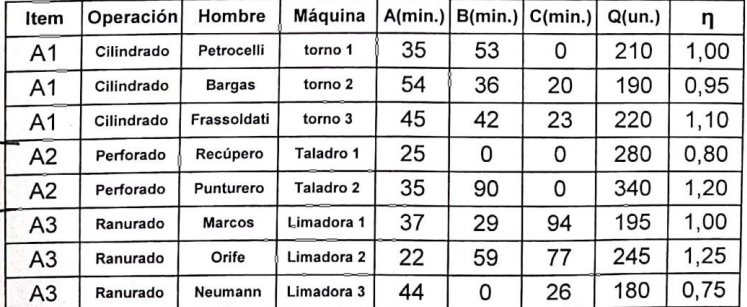 Item Operación Hombre Máquina A(min.) B(min.) C(min.) Q(un.) η
A1 Cilindrado Petrocelli torno 1 35 53 0 210 1,00
A1 Cilindrado Bargas torno 2 54 36 20 190 0,95
A1 Cilindrado Frassoldati torno 3 45 42 23 220 1,10
A2 Perforado Recúpero Taladro 1 25 0 0 280 0,80
A2 Perforado Punturero Taladro 2 35 90 0 340 1,20
A3 Ranurado Marcos Limadora 1 37 29 94 195 1,00
A3 Ranurado Orife Limadora 2 22 59 77 245 1,25
A3 Ranurado Neumann Limadora 3 44 0 26 180 0,75